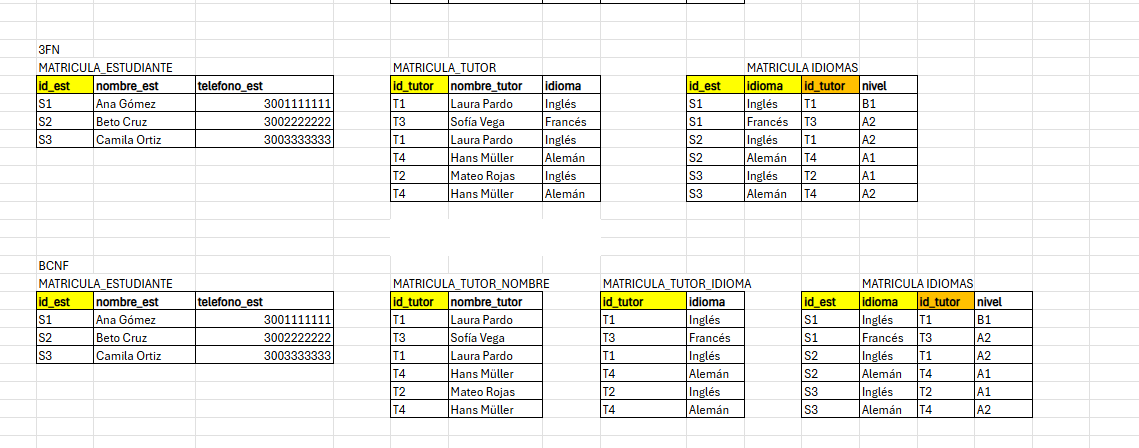 3FN
MATRICULA_ESTUDIANTE MATRICULA_TUTOR MATRICULA IDIOMAS
id_est nombre_est telefono_est id_tutor nombre_tutor idioma id_est idioma id_tutor nivel
S1 Ana Gómez 3001111111 T1 Laura Pardo Inglés S1 Inglés T1 B1
S2 Beto Cruz 3002222222 T3 Sofía Vega Francés S1 Francés T3 A2
S3 Camila Ortiz 3003333333 T1 Laura Pardo Inglés S2 Inglés T1 A2
T4 Hans Müller Alemán S2 Alemán T4 A1
T2 Mateo Rojas Inglés S3 Inglés T2 A1
T4 Hans Müller Alemán S3 Alemán T4 A2
BCNF
MATRICULA_ESTUDIANTE MATRICULA_TUTOR_NOMBRE MATRICULA_TUTOR_IDIOMA MATRICULA IDIOMAS
id_est nombre_est telefono_est id_tutor nombre_tutor id_tutor idioma id_est idioma id_tutor nivel
S1 Ana Gómez 3001111111 T1 Laura Pardo T1 Inglés S1 Inglés T1 B1
S2 Beto Cruz 3002222222 T3 Sofía Vega T3 Francés S1 Francés T3 A2
S3 Camila Ortiz 3003333333 T1 Laura Pardo T1 Inglés S2 Inglés T1 A2
T4 Hans Müller T4 Alemán S2 Alemán T4 A1
T2 Mateo Rojas T2 Inglés S3 Inglés T2 A1
T4 Hans Müller T4 Alemán S3 Alemán T4 A2